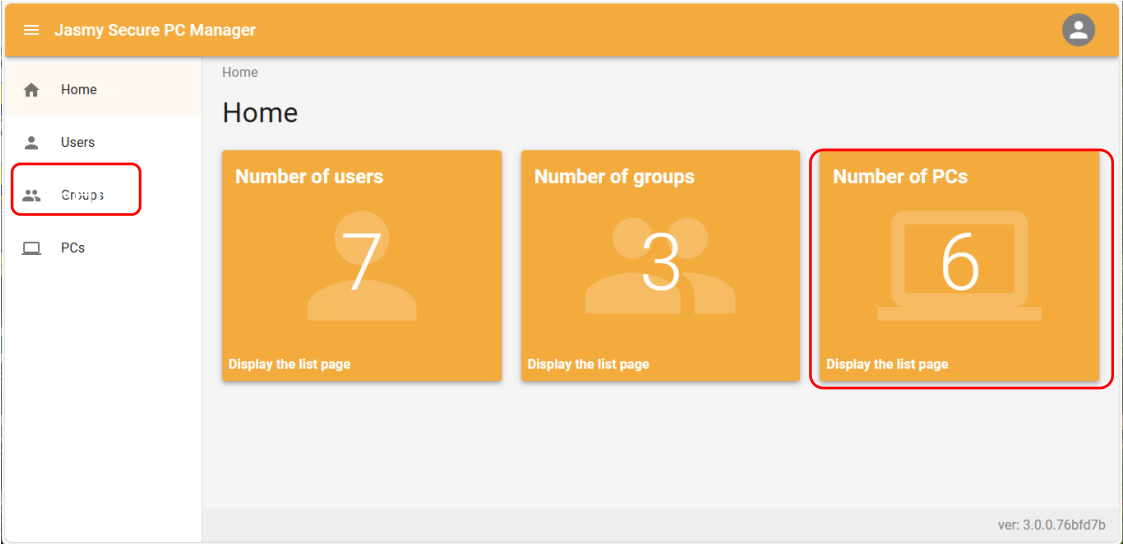 Jasmy Secure PC Manager
Home
Users
Groups
PCs
Home
Home
Number of users
7
Display the list page
Number of groups
3
Display the list page
Number of PCs
6
Display the list page
ver: 3.0.0.76bfd7b